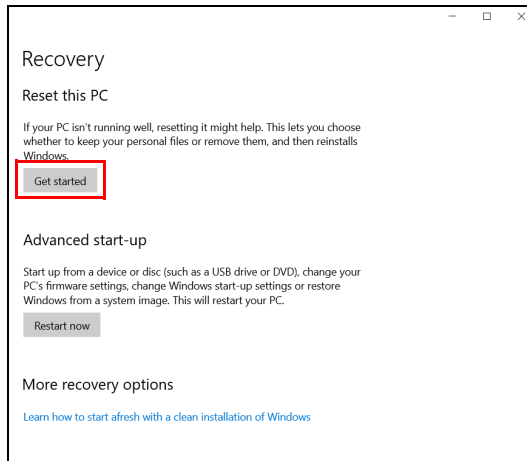 Recovery
Reset this PC
If your PC isn't running well, resetting it might help. This lets you choose
whether to keep your personal files or remove them, and then reinstalls
Windows.
Get started
Advanced start-up
Start up from a device or disc (such as a USB drive or DVD), change your
PC's firmware settings, change Windows start-up settings or restore
Windows from a system image. This will restart your PC.
Restart now
More recovery options
Learn how to start afresh with a clean installation of Windows